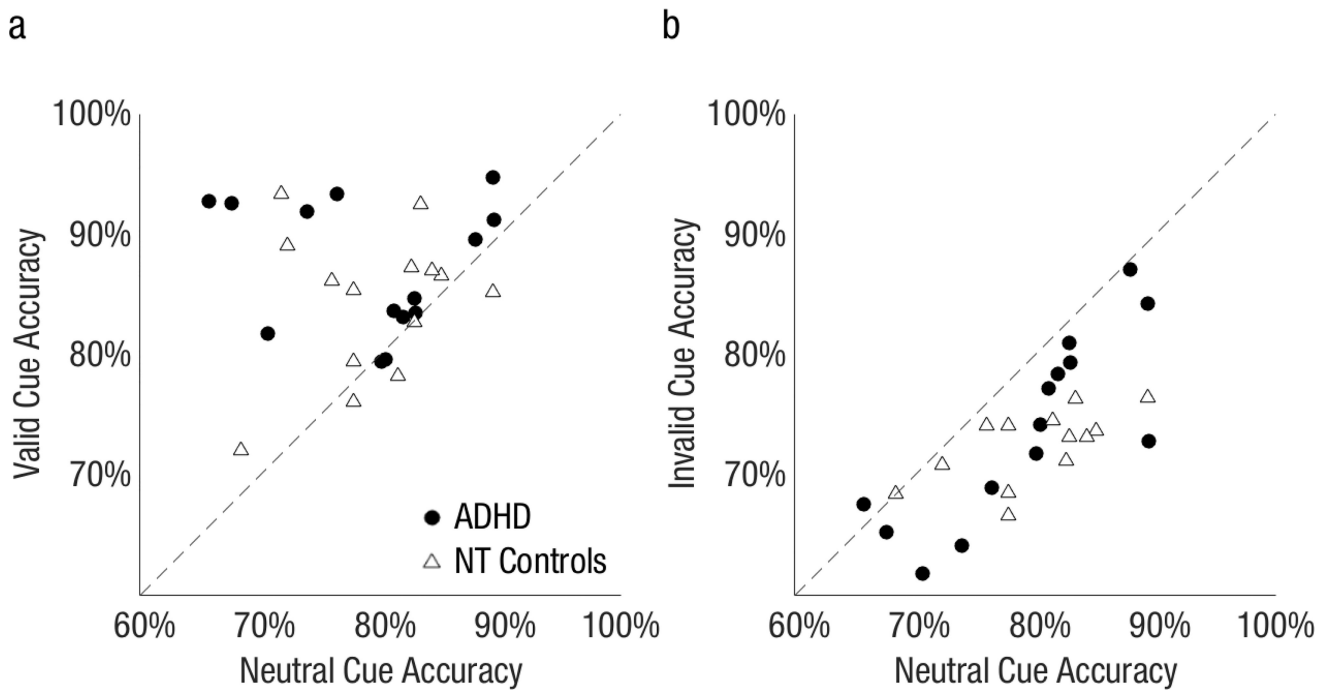 a
100%
90%
80%
70%
Valid Cue Accuracy
ADHD
NT Controls
60% 70% 80% 90% 100%
Neutral Cue Accuracy
b
100%
90%
80%
70%
Invalid Cue Accuracy
60% 70% 80% 90% 100%
Neutral Cue Accuracy